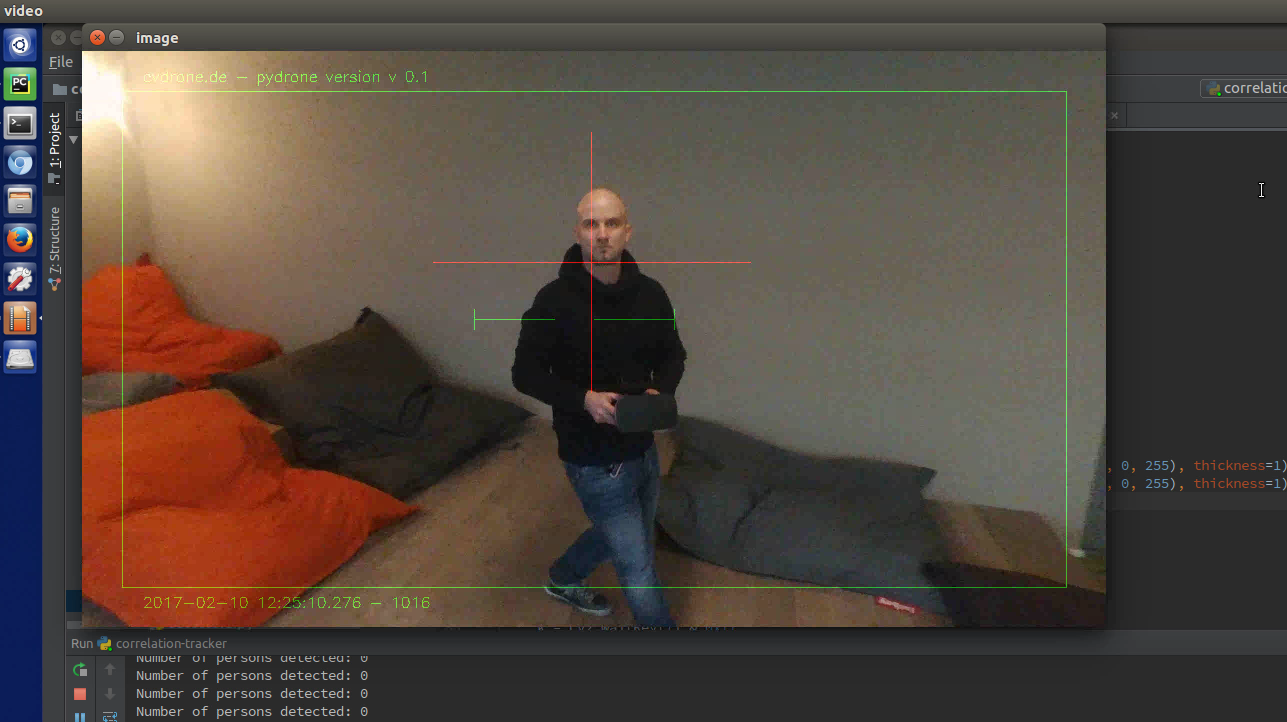 video
image
File
cvdrone.de — pydrone version v 0.1
co
correlatio
1: Project
7: Structure
, 0, 255), thickness=1)
, 0, 255), thickness=1)
2017-02-10 12:25:10.276 — 1016
Run correlation-tracker
Number of persons detected: 0
Number of persons detected: 0
Number of persons detected: 0
Number of persons detected: 0